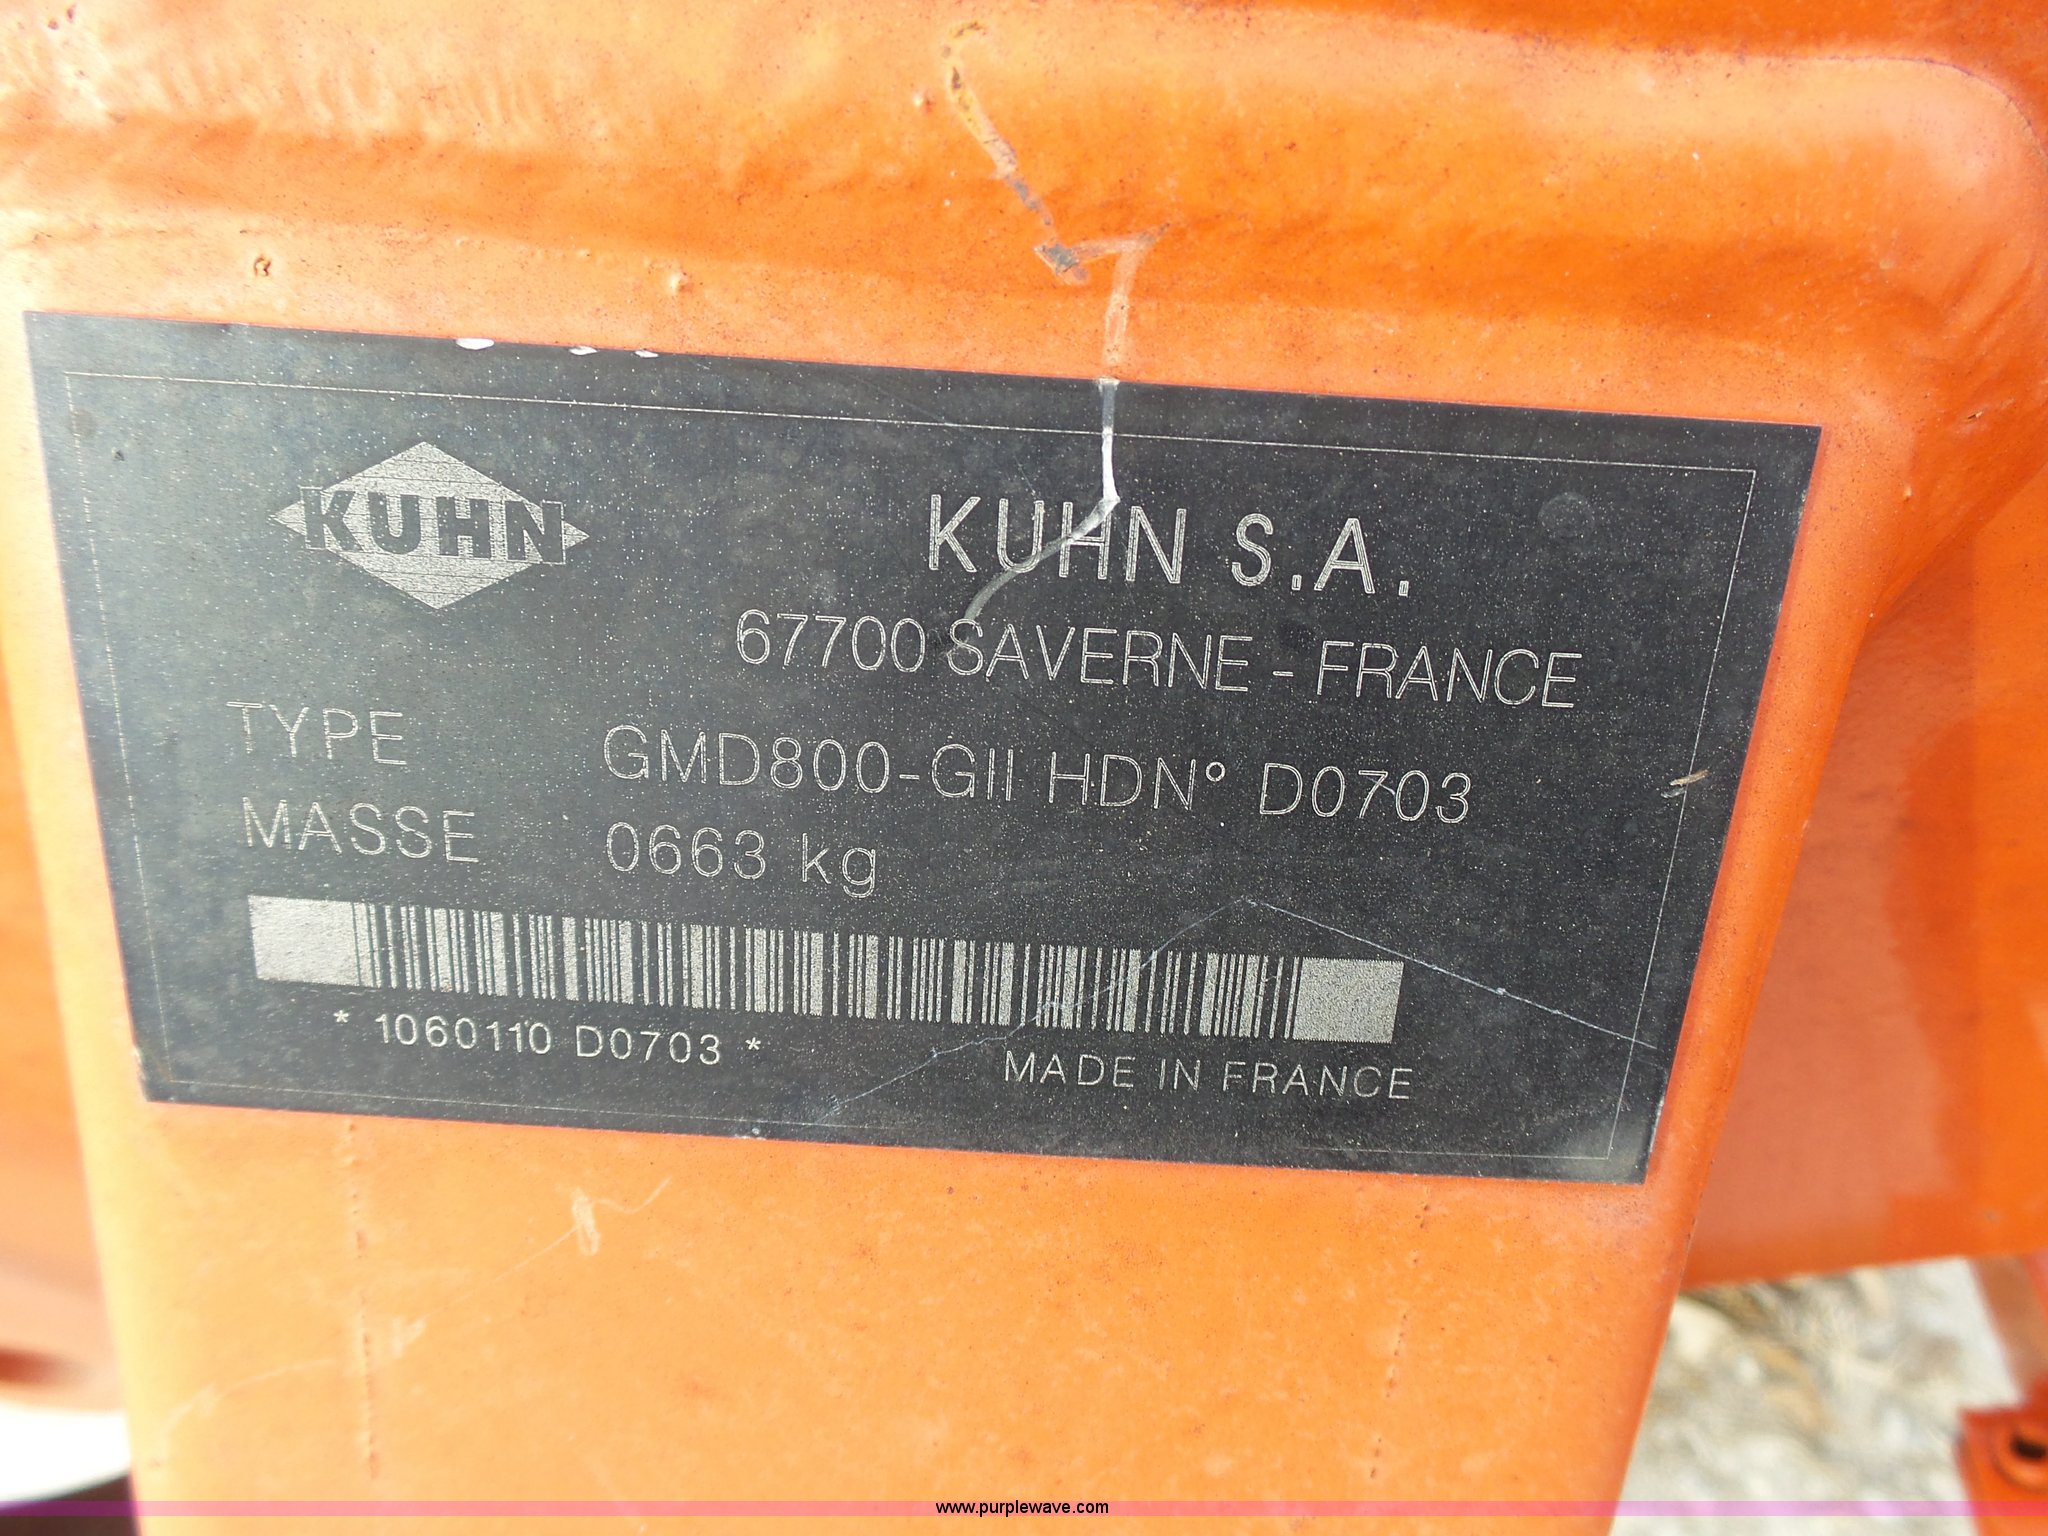 KUHN
KUHN S.A.
67700 SAVERNE - FRANCE
TYPE GMD800-GII HDN° D0703
MASSE 0663 kg
* 1060110 D0703 *
MADE IN FRANCE
www.purplewave.com